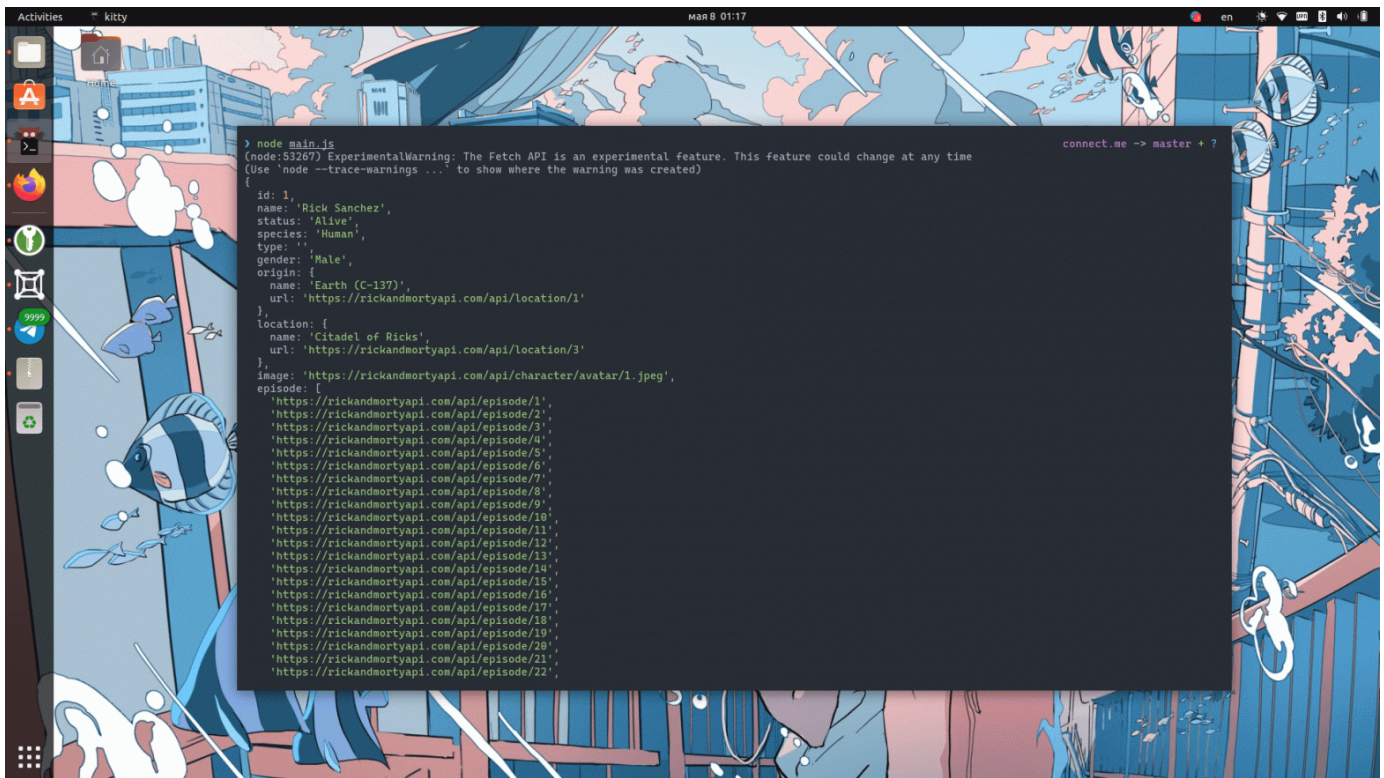 Activities
kitty
мая 8 01:17
en
UPN
Home
9999
❯ node main.js
connect.me -> master + ?
(node:53267) ExperimentalWarning: The Fetch API is an experimental feature. This feature could change at any time
(Use `node --trace-warnings ...` to show where the warning was created)
{
id: 1,
name: 'Rick Sanchez',
status: 'Alive',
species: 'Human',
type: '',
gender: 'Male',
origin: {
name: 'Earth (C-137)',
url: 'https://rickandmortyapi.com/api/location/1'
},
location: {
name: 'Citadel of Ricks',
url: 'https://rickandmortyapi.com/api/location/3'
},
image: 'https://rickandmortyapi.com/api/character/avatar/1.jpeg',
episode: [
'https://rickandmortyapi.com/api/episode/1',
'https://rickandmortyapi.com/api/episode/2',
'https://rickandmortyapi.com/api/episode/3',
'https://rickandmortyapi.com/api/episode/4',
'https://rickandmortyapi.com/api/episode/5',
'https://rickandmortyapi.com/api/episode/6',
'https://rickandmortyapi.com/api/episode/7',
'https://rickandmortyapi.com/api/episode/8',
'https://rickandmortyapi.com/api/episode/9',
'https://rickandmortyapi.com/api/episode/10',
'https://rickandmortyapi.com/api/episode/11',
'https://rickandmortyapi.com/api/episode/12',
'https://rickandmortyapi.com/api/episode/13',
'https://rickandmortyapi.com/api/episode/14',
'https://rickandmortyapi.com/api/episode/15',
'https://rickandmortyapi.com/api/episode/16',
'https://rickandmortyapi.com/api/episode/17',
'https://rickandmortyapi.com/api/episode/18',
'https://rickandmortyapi.com/api/episode/19',
'https://rickandmortyapi.com/api/episode/20',
'https://rickandmortyapi.com/api/episode/21',
'https://rickandmortyapi.com/api/episode/22',